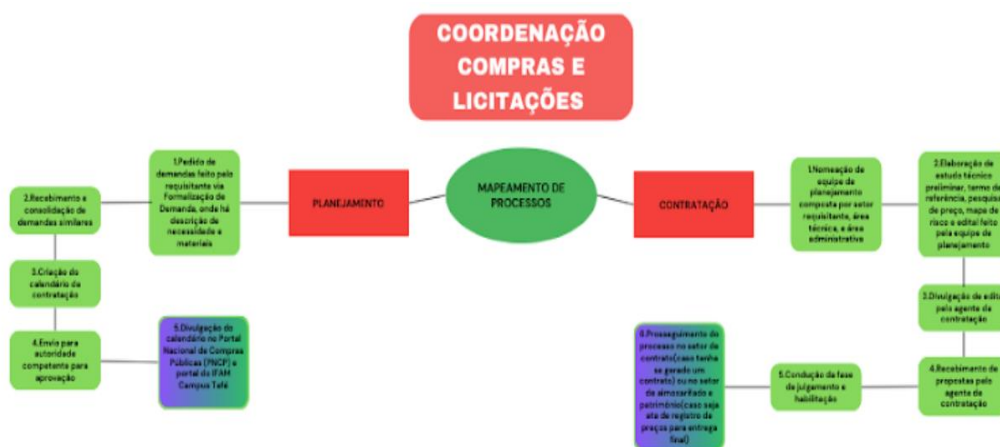 COORDENAÇÃO
COMPRAS E
LICITAÇÕES
MAPEAMENTO DE
PROCESSOS
PLANEJAMENTO
1.Pedido de
demandas feito pelo
requisitante via
Formalização de
Demanda, onde há
descrição de
necessidade e
materiais
2.Recebimento e
consolidação de
demandas similares
3.Criação do
calendário de
contratação
4.Envio para
autoridade
competente para
aprovação
5.Divulgação do
calendário no Portal
Nacional de Compras
Públicas (PNCP) e
portal do IFAM
Campus Tefé
CONTRATAÇÃO
1.Nomeação de
equipe de
planejamento
composta por setor
requisitante, área
técnica, e área
administrativa
2.Elaboração de
estudo técnico
preliminar, termo de
referência, pesquisa
de preço, mapa de
risco e edital feito
pela equipe de
planejamento
3.Divulgação de edital
pelo agente de
contratação
4.Recebimento de
propostas pelo
agente de
contratação
5.Condução da fase
de julgamento e
habilitação
6.Prosseguimento do
processo no setor de
contrato(caso tenha
se gerado um
contrato) ou no setor
de almoxarifado e
patrimônio(caso seja
ata de registro de
preços para entrega
final)